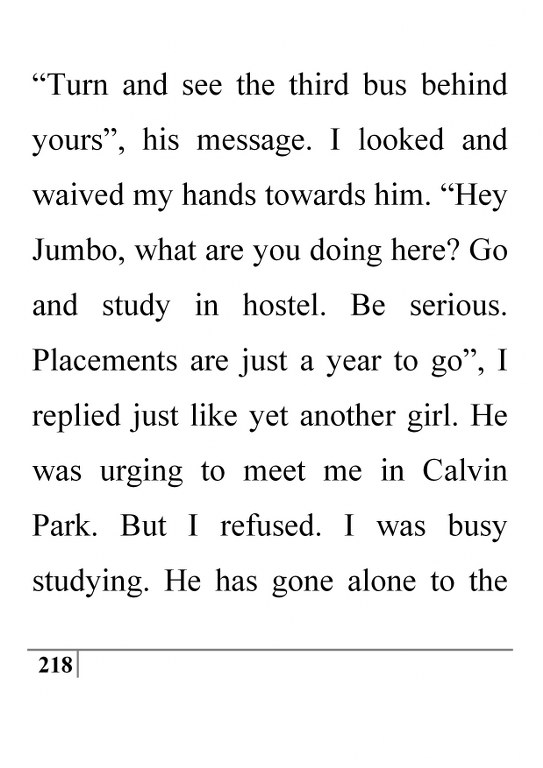 “Turn and see the third bus behind
yours”, his message. I looked and
waived my hands towards him. “Hey
Jumbo, what are you doing here? Go
and study in hostel. Be serious.
Placements are just a year to go”, I
replied just like yet another girl. He
was urging to meet me in Calvin
Park. But I refused. I was busy
studying. He has gone alone to the
218